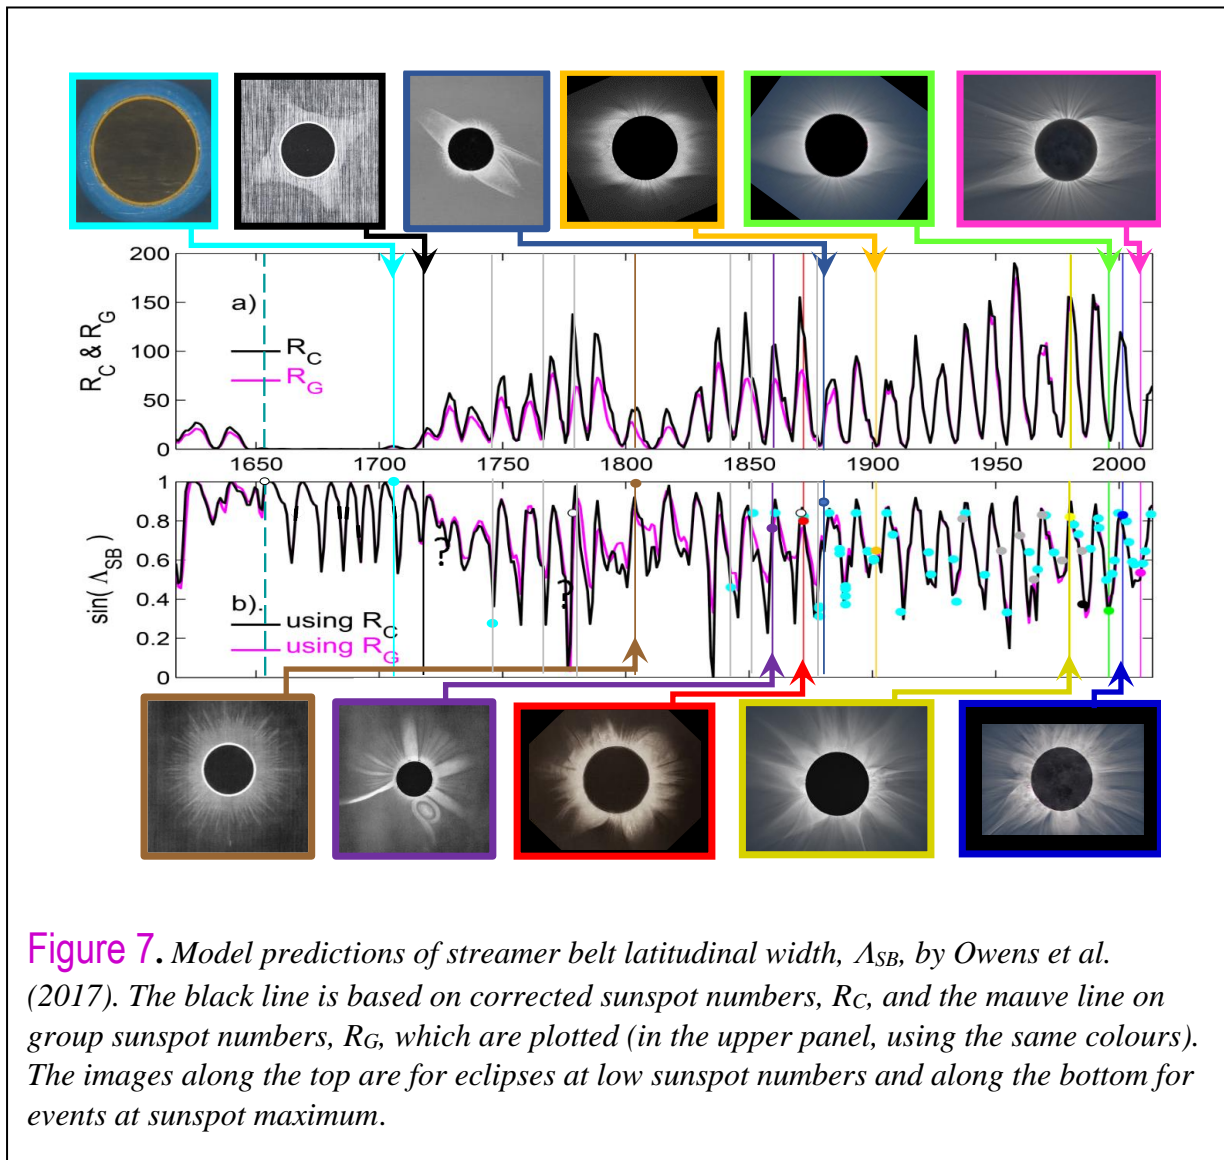 200
150
100
50
0
R_C & R_G
a)
R_C
R_G
1650 1700 1750 1800 1850 1900 1950 2000
1
0.8
0.6
0.4
0.2
0
sin( Λ_SB)
?
?
b).
using R_C
using R_G
Figure 7. Model predictions of streamer belt latitudinal width, Λ_SB, by Owens et al.
(2017). The black line is based on corrected sunspot numbers, R_C, and the mauve line on
group sunspot numbers, R_G, which are plotted (in the upper panel, using the same colours).
The images along the top are for eclipses at low sunspot numbers and along the bottom for
events at sunspot maximum.